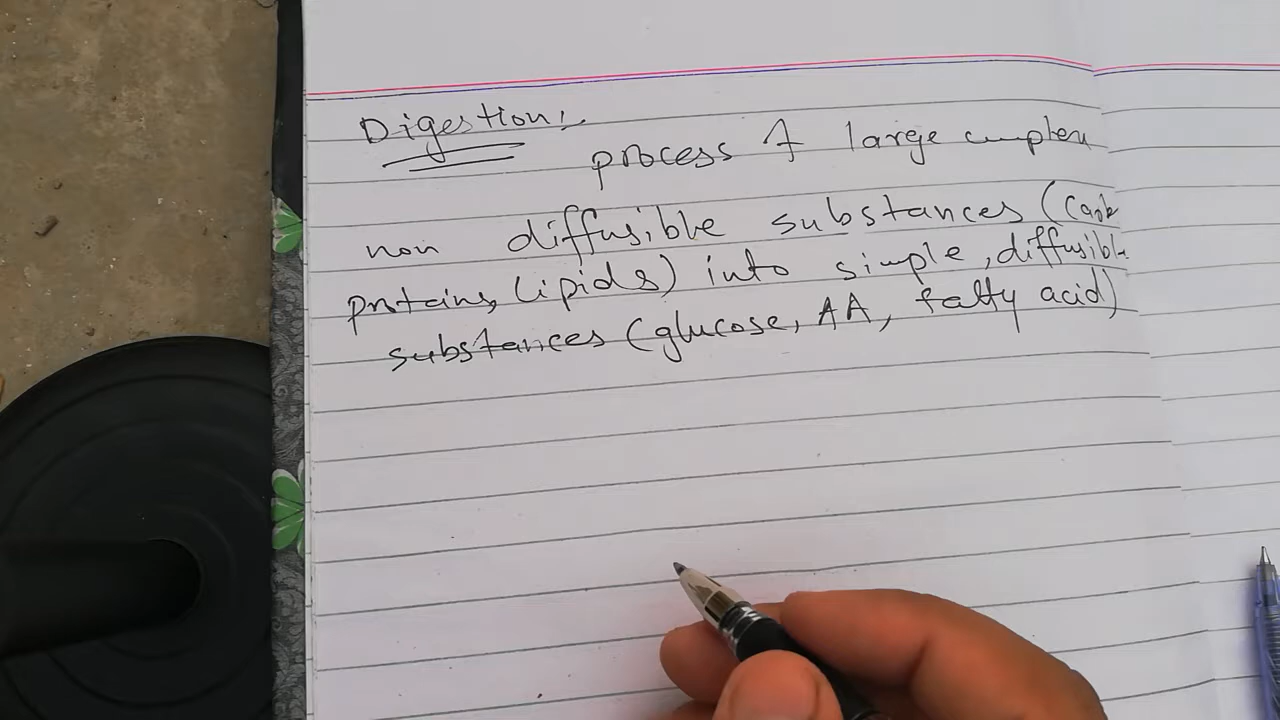 Digestion:
process of large complex
non diffusible substances (Carb
proteins, Lipids) into simple, diffusible
substances (glucose, AA, fatty acid)